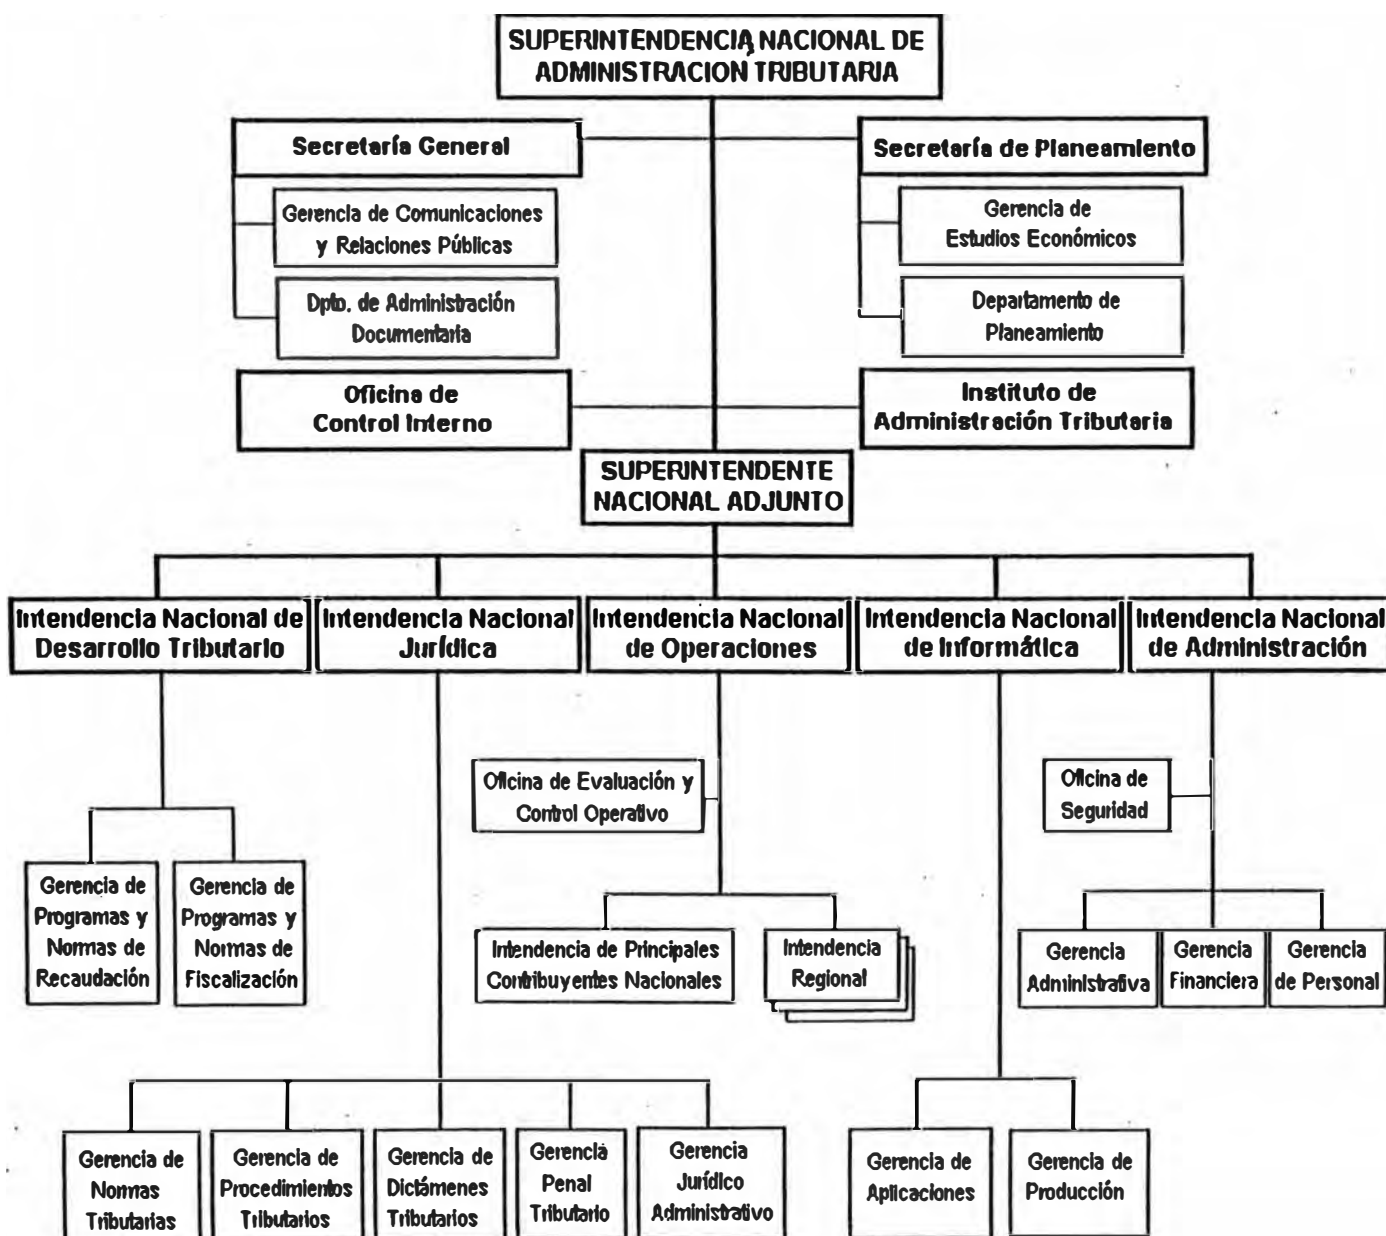 SUPERINTENDENCIA NACIONAL DE
ADMINISTRACION TRIBUTARIA
Secretaría General
Secretaría de Planeamiento
Gerencia de Comunicaciones
y Relaciones Públicas
Gerencia de
Estudios Económicos
Dpto. de Administración
Documentaria
Departamento de
Planeamiento
Oficina de
Control Interno
Instituto de
Administración Tributaria
SUPERINTENDENTE
NACIONAL ADJUNTO
Intendencia Nacional de
Desarrollo Tributario
Intendencia Nacional
Jurídica
Intendencia Nacional
de Operaciones
Intendencia Nacional
de Informática
Intendencia Nacional
de Administración
Oficina de Evaluación y
Control Operativo
Oficina de
Seguridad
Gerencia de
Programas y
Normas de
Recaudación
Gerencia de
Programas y
Normas de
Fiscalización
Intendencia de Principales
Contribuyentes Nacionales
Intendencia
Regional
Gerencia
Administrativa
Gerencia
Financiera
Gerencia
de Personal
Gerencia de
Normas
Tributarias
Gerencia de
Procedimientos
Tributarios
Gerencia de
Dictámenes
Tributarios
Gerencia
Penal
Tributario
Gerencia
Jurídico
Administrativo
Gerencia de
Aplicaciones
Gerencia de
Producción